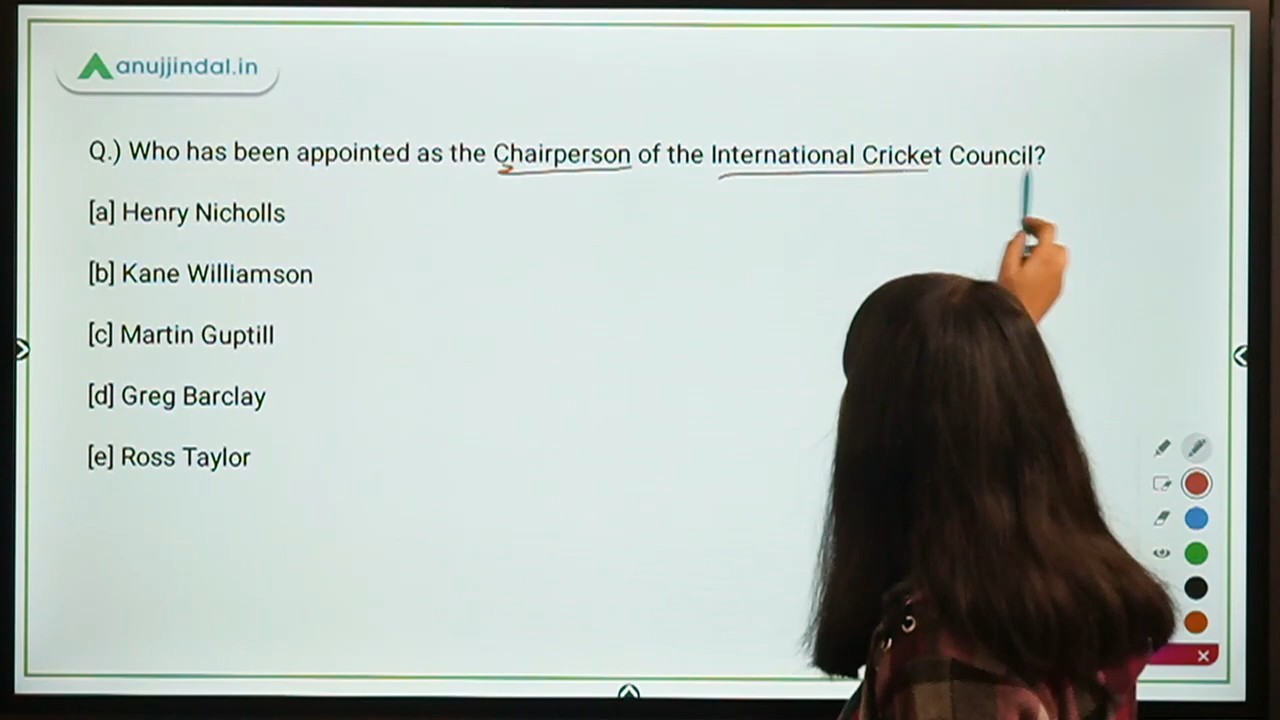 anujjindal.in
Q.) Who has been appointed as the Chairperson of the International Cricket Council?
[a] Henry Nicholls
[b] Kane Williamson
[c] Martin Guptill
[d] Greg Barclay
[e] Ross Taylor